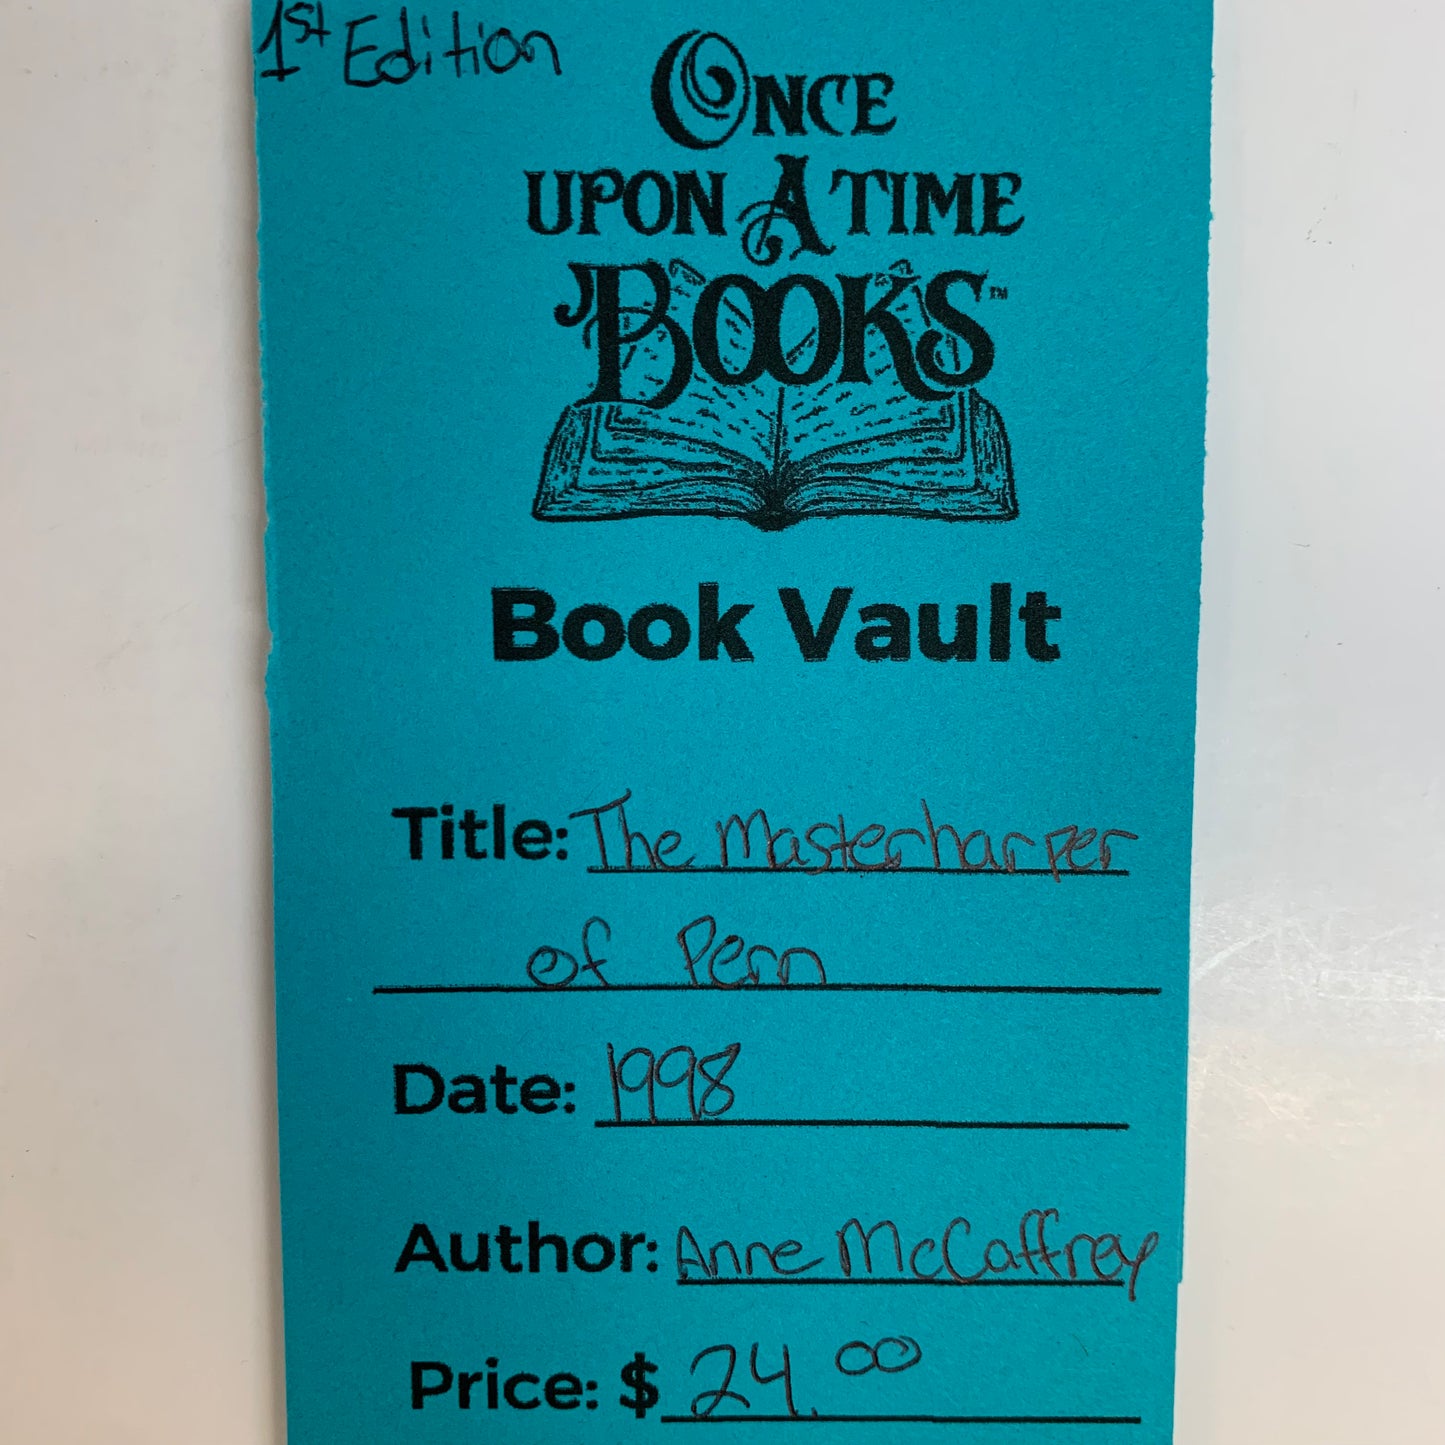 1st Edition
ONCE
UPON A TIME
BOOKS™
Book Vault
Title: The Masterharper
of Pern
Date: 1998
Author: Anne McCaffrey
Price: $ 24.00